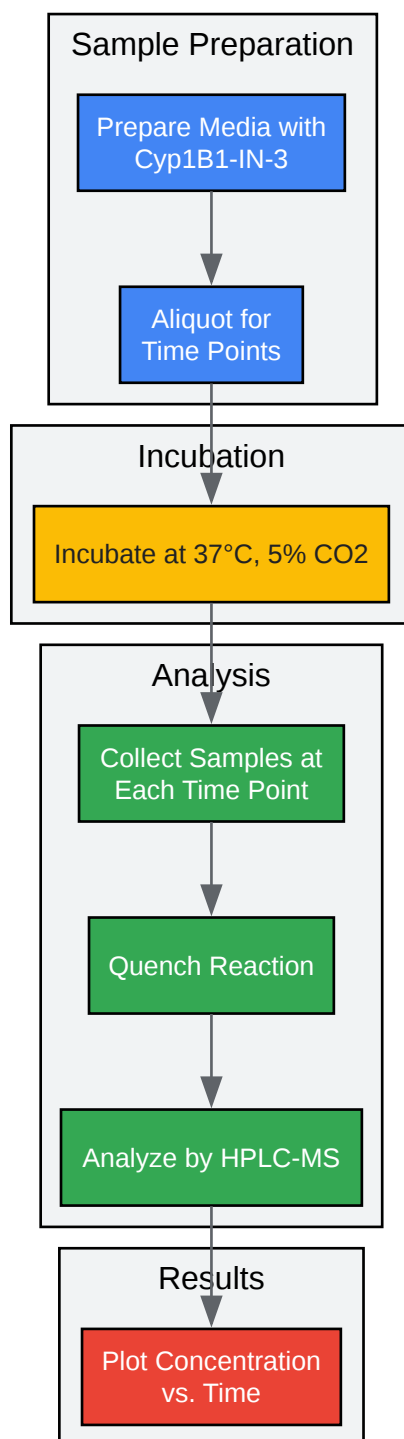 Sample Preparation
Prepare Media with
Cyp1B1-IN-3
Aliquot for
Time Points
Incubation
Incubate at 37°C, 5% CO2
Analysis
Collect Samples at
Each Time Point
Quench Reaction
Analyze by HPLC-MS
Results
Plot Concentration
vs. Time